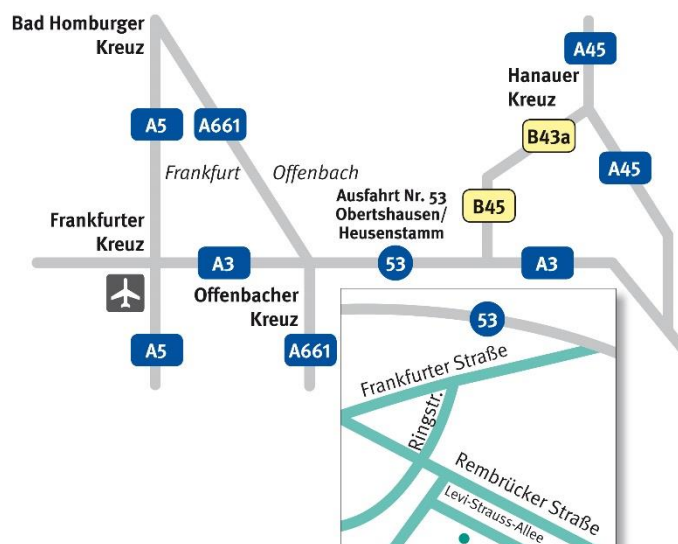 Bad Homburger
Kreuz
A45
Hanauer
Kreuz
A5
A661
B43a
A45
Frankfurt
Offenbach
Ausfahrt Nr. 53
Obertshausen/
Heusenstamm
B45
Frankfurter
Kreuz
A3
53
A3
Offenbacher
Kreuz
A5
A661
53
Frankfurter Straße
Ringstr.
Rembrücker Straße
Levi-Strauss-Allee